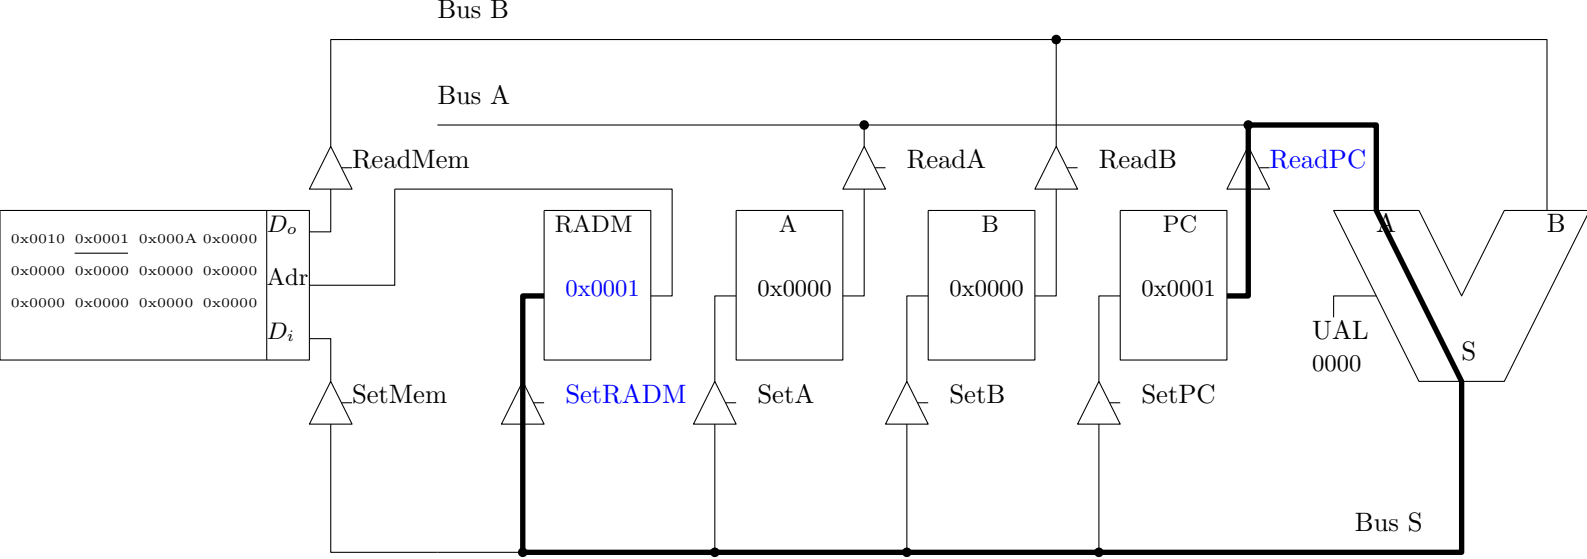 Bus B
Bus A
ReadMem
ReadA
ReadB
ReadPC
RADM
A
B
PC
A
B
0x0010 0x0001 0x000A 0x0000
0x0000 0x0000 0x0000 0x0000
0x0000 0x0000 0x0000 0x0000
Do
Adr
Di
0x0001
0x0000
0x0000
0x0001
UAL
0000
S
SetMem
SetRADM
SetA
SetB
SetPC
Bus S